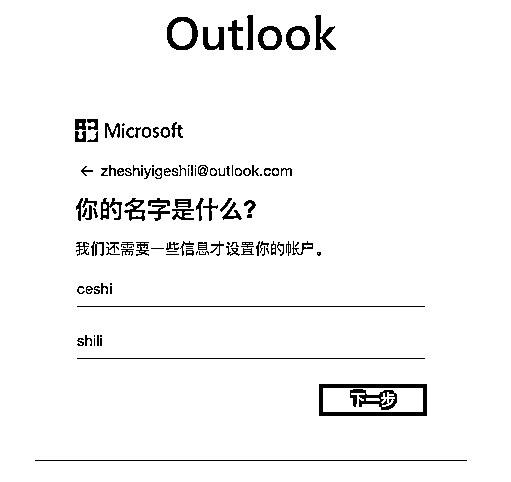 Outlook
Microsoft
← zheshiyigeshili@outlook.com
你的名字是什么?
我们还需要一些信息才设置你的帐户。
ceshi
shili
下一步